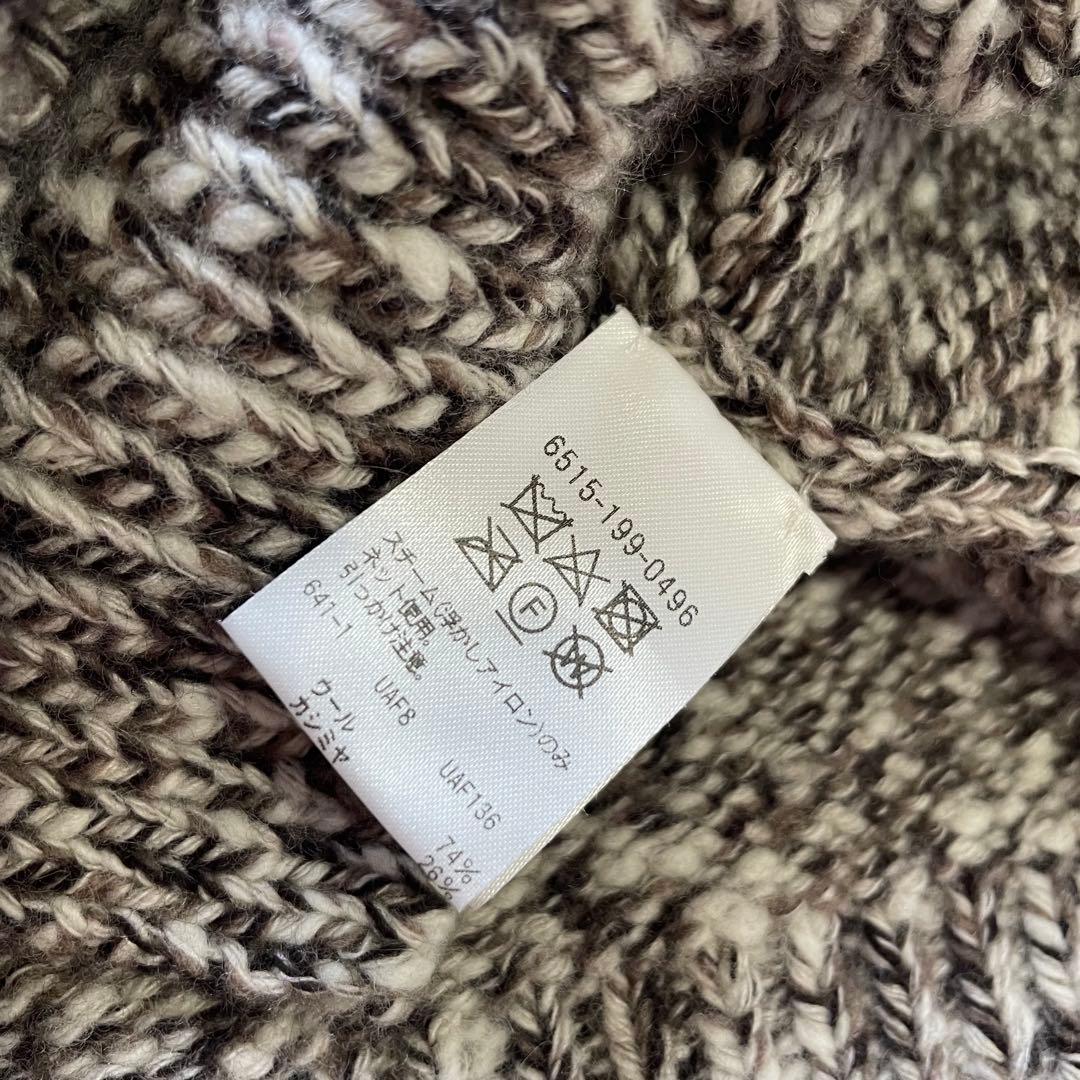 6515-199-0496
F
W
スチーム(浮かしアイロン)のみ
ネット使用
引っかけ注意。
641-1 UAF8 UAF136
ウール 74%
カシミヤ 26%